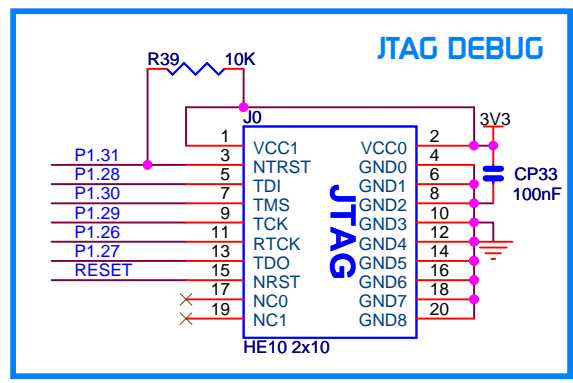 JTAG DEBUG
R39 10K
J0
3V3
1 VCC1 VCC0 2
P1.31 3 NTRST GND0 4
P1.28 5 TDI GND1 6
P1.30 7 TMS GND2 8
P1.29 9 TCK GND3 10
P1.26 11 RTCK GND4 12
P1.27 13 TDO GND5 14
RESET 15 NRST GND6 16
17 NC0 GND7 18
19 NC1 GND8 20
JTAG
CP33
100nF
HE10 2x10